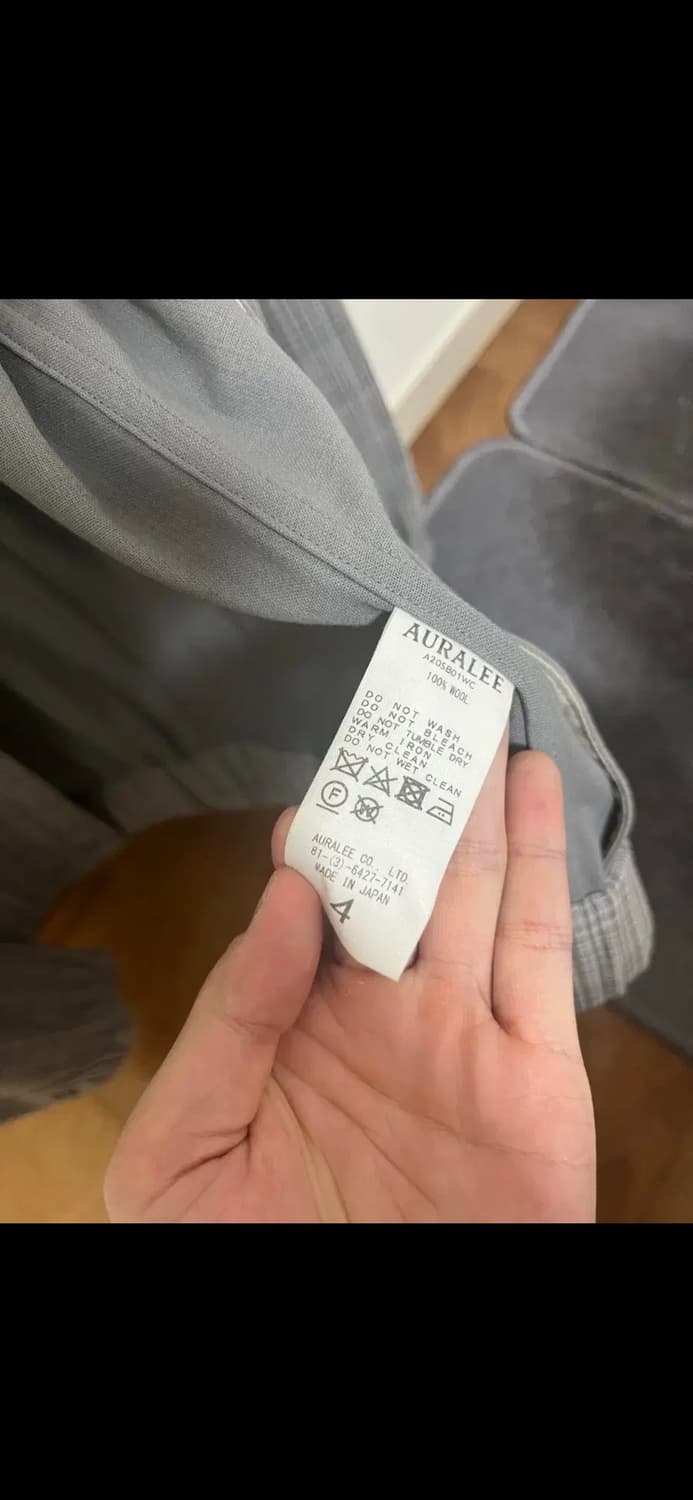 AURALEE
A20SB01WC
100% WOOL
DO NOT WASH
DO NOT BLEACH
DO NOT TUMBLE DRY
WARM IRON
DRY CLEAN
DO NOT WET CLEAN
F
W
AURALEE CO., LTD.
81-(3)-6427-7141
MADE IN JAPAN
4